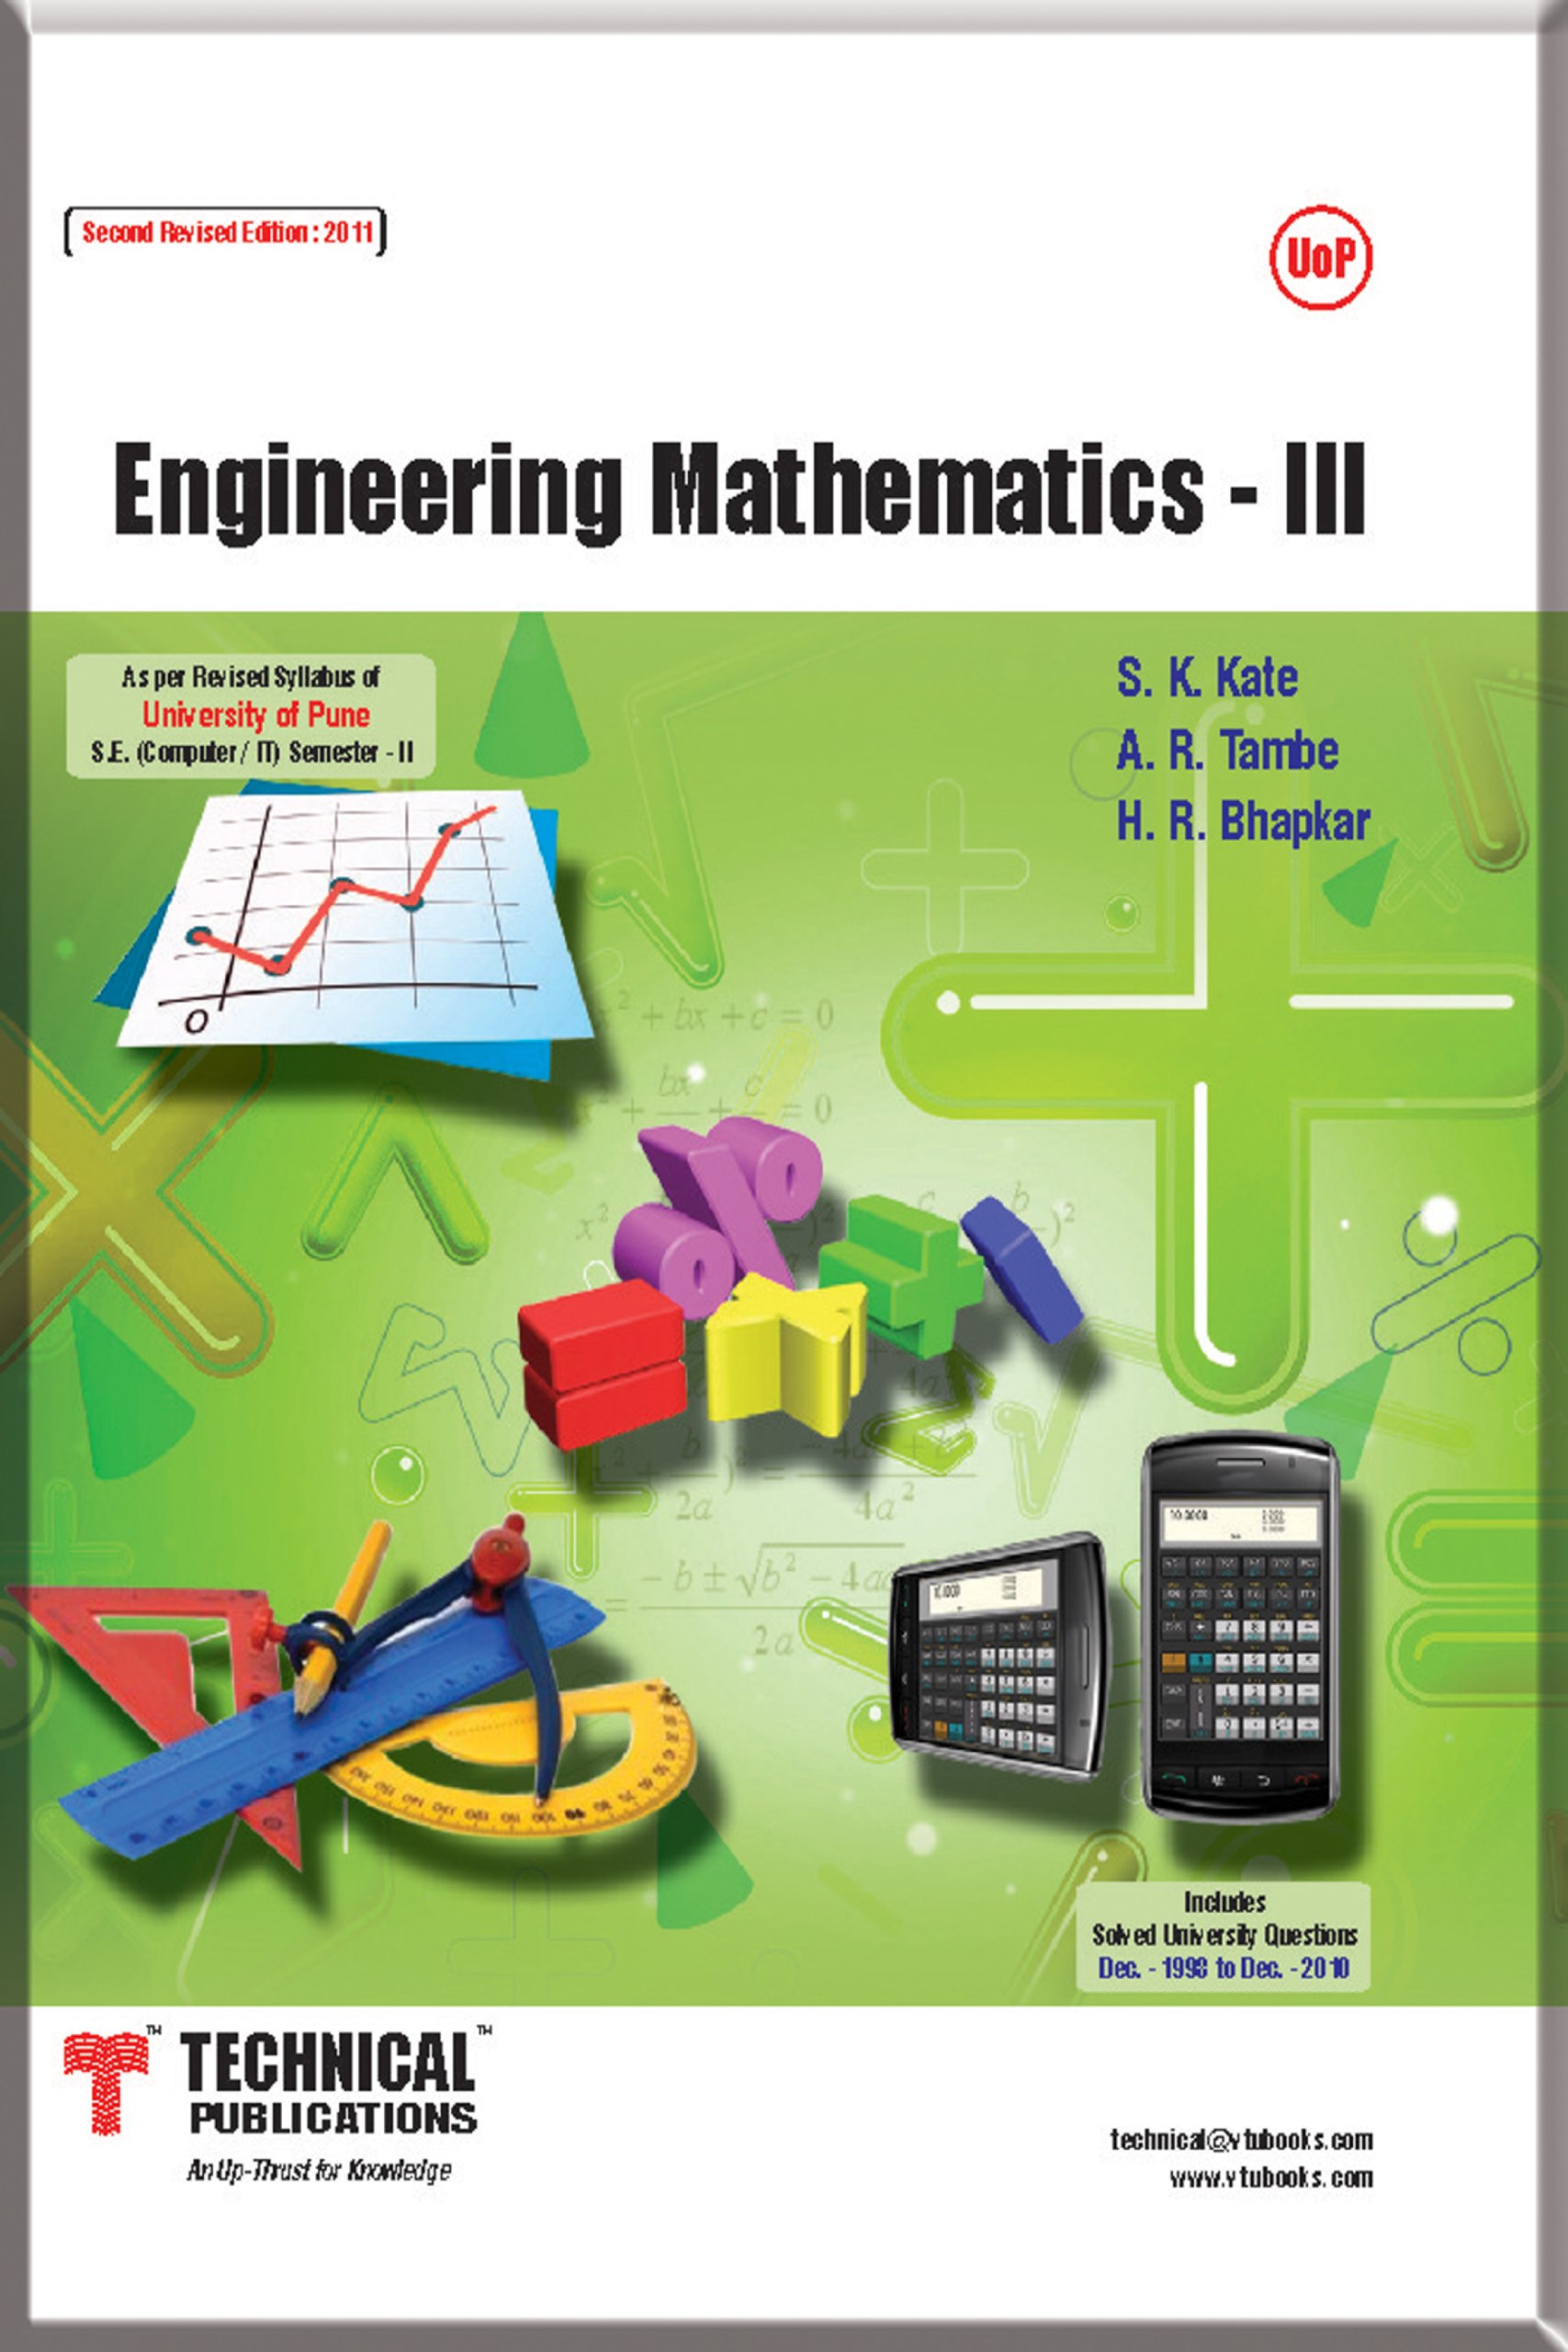 Second Revised Edition : 2011
UoP
Engineering Mathematics - III
As per Revised Syllabus of
University of Pune
S.E. (Computer / IT) Semester - II
S. K. Kate
A. R. Tambe
H. R. Bhapkar
O
+ bx + c = 0
Includes
Solved University Questions
Dec. - 1998 to Dec. - 2010
TECHNICAL
PUBLICATIONS
An Up-Thrust for Knowledge
technical@vtubooks.com
www.vtubooks.com